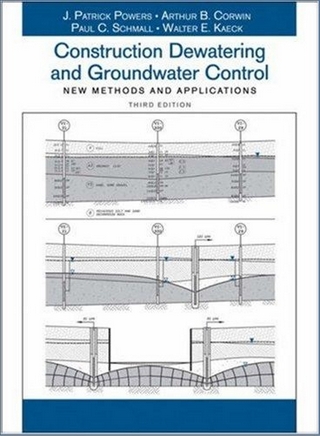 J. PATRICK POWERS • ARTHUR B. CORWIN
PAUL C. SCHMALL • WALTER E. KAECK
Construction Dewatering
and Groundwater Control
NEW METHODS AND APPLICATIONS
THIRD EDITION
FILL